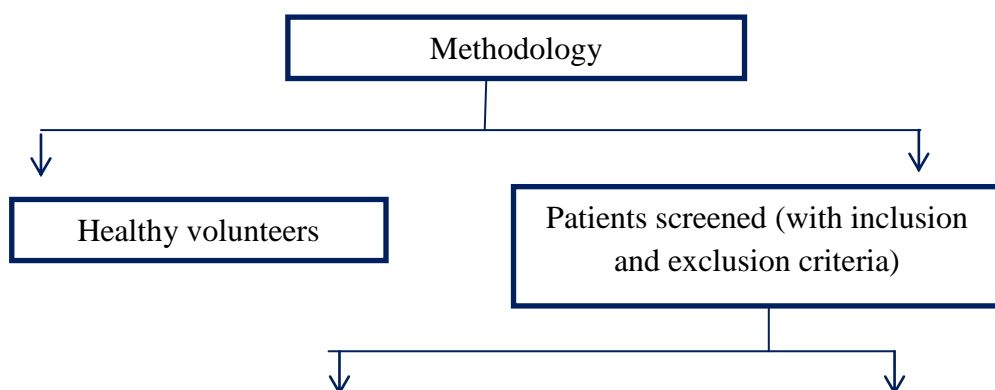 Methodology
Healthy volunteers
Patients screened (with inclusion
and exclusion criteria)